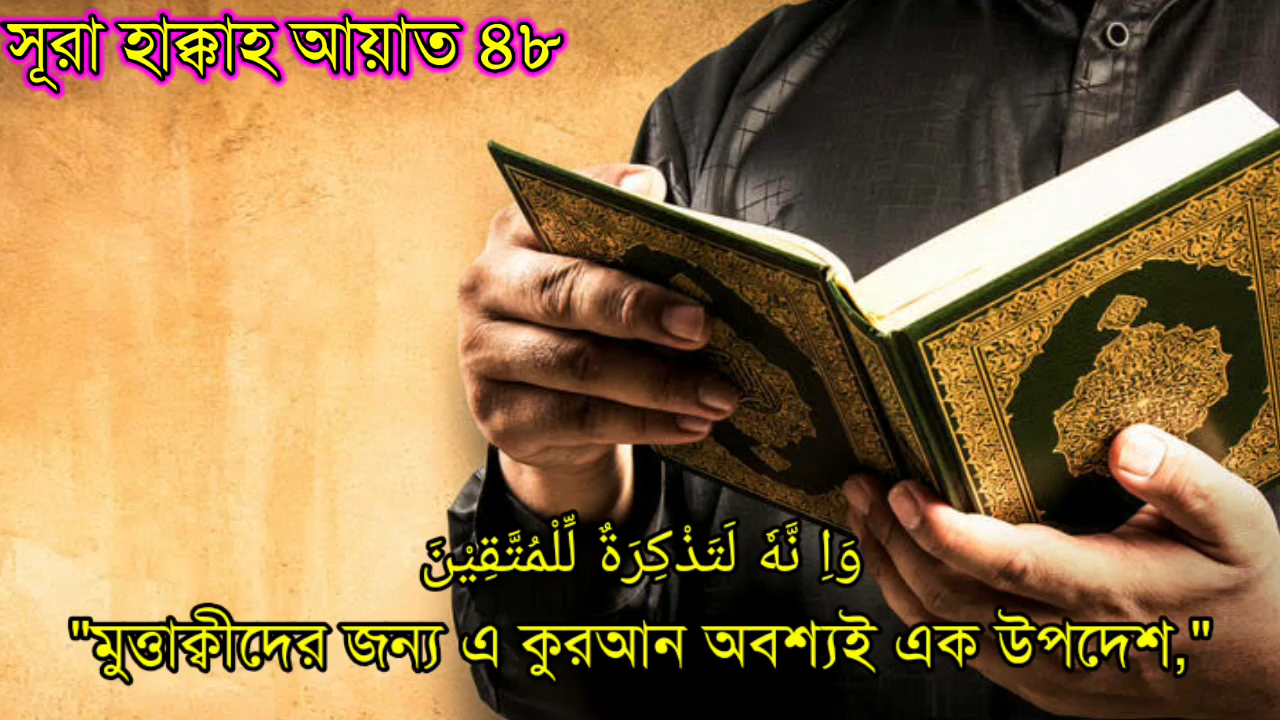 সূরা হাক্কাহ আয়াত ৪৮
وَاِ نَّهٗ لَتَذْكِرَةٌ لِّلْمُتَّقِيْنَ
"মুত্তাক্বীদের জন্য এ কুরআন অবশ্যই এক উপদেশ,"